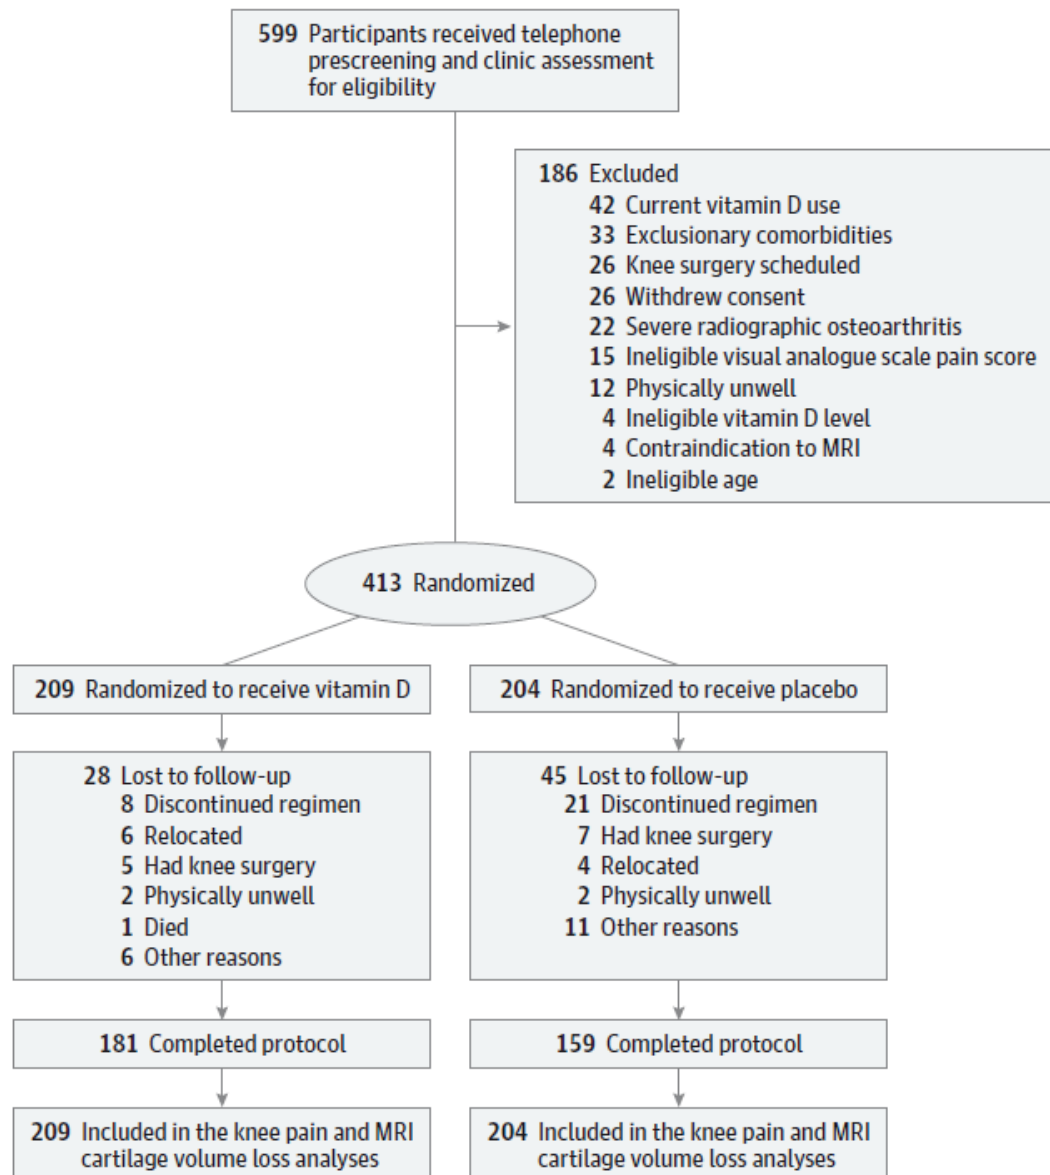 599 Participants received telephone
prescreening and clinic assessment
for eligibility
186 Excluded
42 Current vitamin D use
33 Exclusionary comorbidities
26 Knee surgery scheduled
26 Withdrew consent
22 Severe radiographic osteoarthritis
15 Ineligible visual analogue scale pain score
12 Physically unwell
4 Ineligible vitamin D level
4 Contraindication to MRI
2 Ineligible age
413 Randomized
209 Randomized to receive vitamin D
204 Randomized to receive placebo
28 Lost to follow-up
8 Discontinued regimen
6 Relocated
5 Had knee surgery
2 Physically unwell
1 Died
6 Other reasons
45 Lost to follow-up
21 Discontinued regimen
7 Had knee surgery
4 Relocated
2 Physically unwell
11 Other reasons
181 Completed protocol
159 Completed protocol
209 Included in the knee pain and MRI
cartilage volume loss analyses
204 Included in the knee pain and MRI
cartilage volume loss analyses